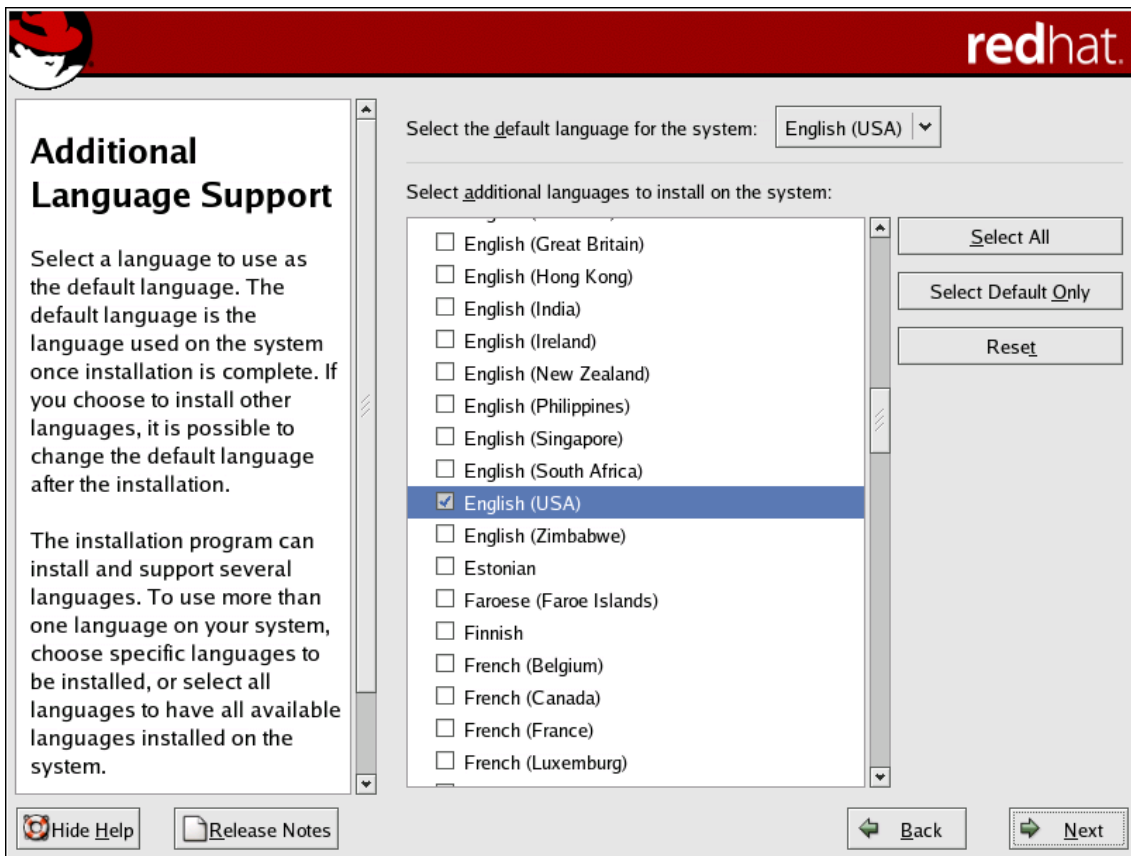 redhat.
Additional
Language Support
Select a language to use as
the default language. The
default language is the
language used on the system
once installation is complete. If
you choose to install other
languages, it is possible to
change the default language
after the installation.
The installation program can
install and support several
languages. To use more than
one language on your system,
choose specific languages to
be installed, or select all
languages to have all available
languages installed on the
system.
Select the default language for the system: English (USA)
Select additional languages to install on the system:
English (Great Britain)
English (Hong Kong)
English (India)
English (Ireland)
English (New Zealand)
English (Philippines)
English (Singapore)
English (South Africa)
English (USA)
English (Zimbabwe)
Estonian
Faroese (Faroe Islands)
Finnish
French (Belgium)
French (Canada)
French (France)
French (Luxemburg)
Select All
Select Default Only
Reset
Hide Help
Release Notes
Back
Next